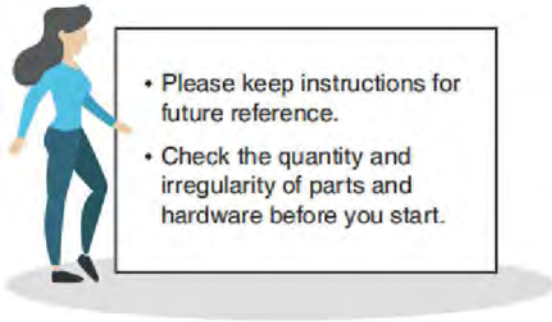 • Please keep instructions for
future reference.
• Check the quantity and
irregularity of parts and
hardware before you start.